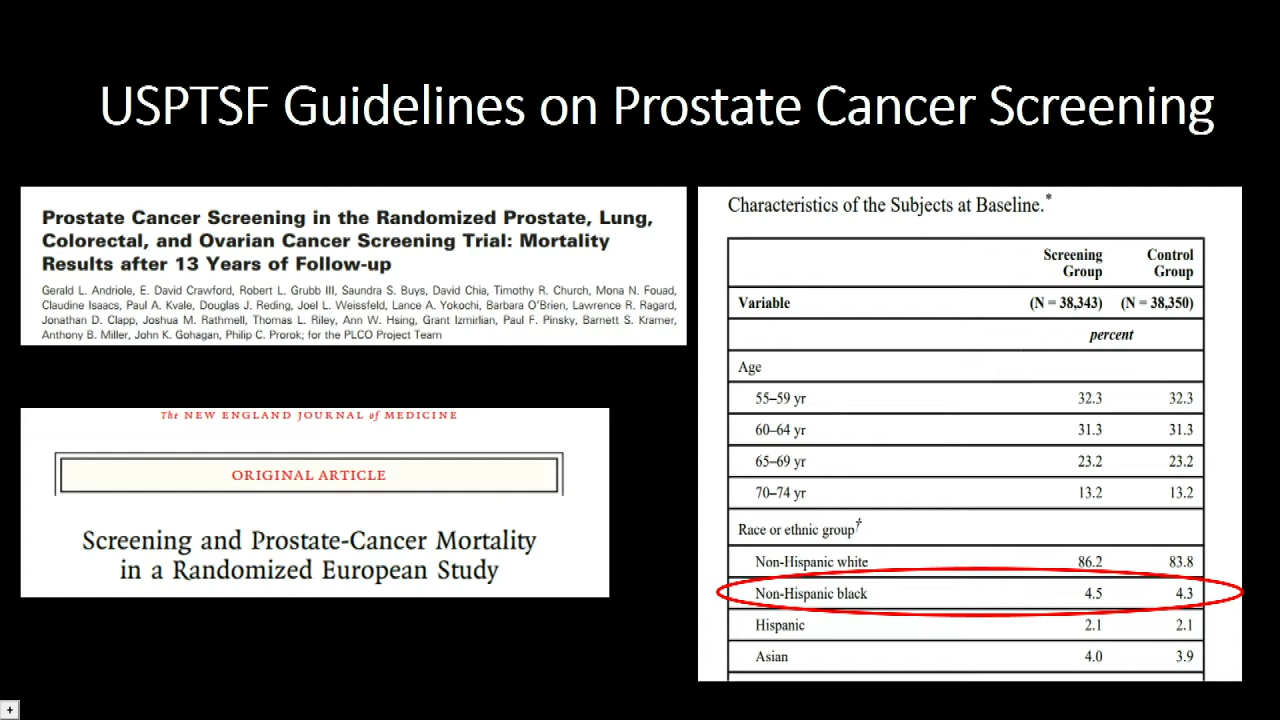 USPTSF Guidelines on Prostate Cancer Screening
Prostate Cancer Screening in the Randomized Prostate, Lung,
Colorectal, and Ovarian Cancer Screening Trial: Mortality
Results after 13 Years of Follow-up
Gerald L. Andriole, E. David Crawford, Robert L. Grubb III, Saundra S. Buys, David Chia, Timothy R. Church, Mona N. Fouad,
Claudine Isaacs, Paul A. Kvale, Douglas J. Reding, Joel L. Weissfeld, Lance A. Yokochi, Barbara O'Brien, Lawrence R. Ragard,
Jonathan D. Clapp, Joshua M. Rathmell, Thomas L. Riley, Ann W. Hsing, Grant Izmirlian, Paul F. Pinsky, Barnett S. Kramer,
Anthony B. Miller, John K. Gohagan, Philip C. Prorok; for the PLCO Project Team
The NEW ENGLAND JOURNAL of MEDICINE
ORIGINAL ARTICLE
Screening and Prostate-Cancer Mortality
in a Randomized European Study
Characteristics of the Subjects at Baseline.*
Screening Group Control Group
Variable (N = 38,343) (N = 38,350)
percent
Age
55–59 yr 32.3 32.3
60–64 yr 31.3 31.3
65–69 yr 23.2 23.2
70–74 yr 13.2 13.2
Race or ethnic group†
Non-Hispanic white 86.2 83.8
Non-Hispanic black 4.5 4.3
Hispanic 2.1 2.1
Asian 4.0 3.9
+